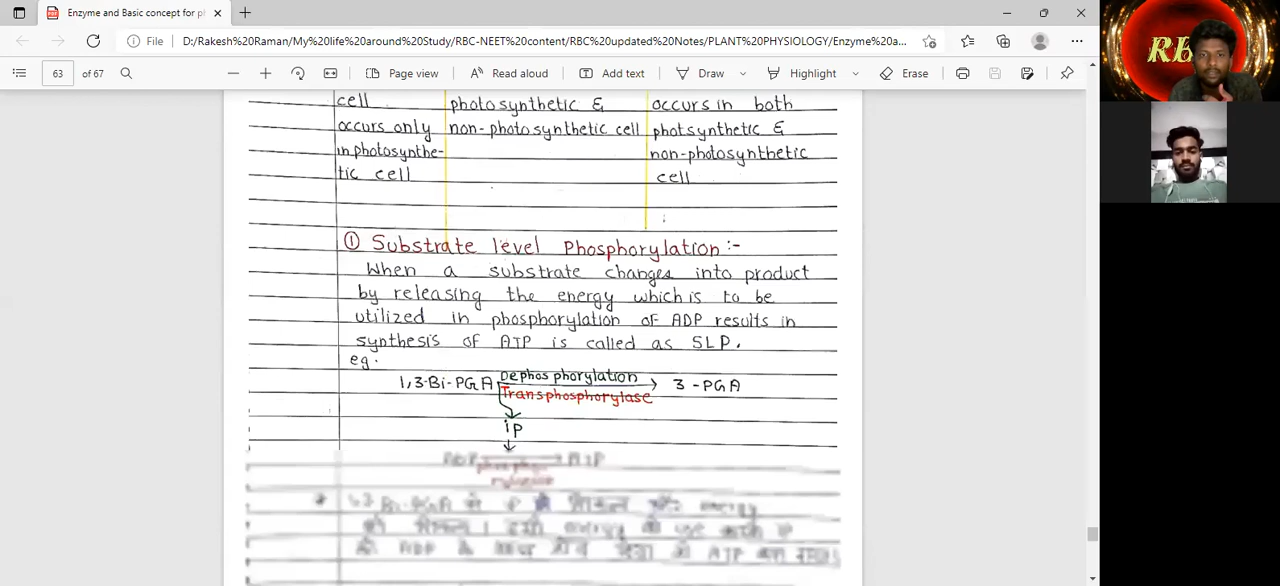 Enzyme and Basic concept for p
File
D:/Rakesh%20Raman/My%20life%20around%20Study/RBC-NEET%20content/RBC%20updated%20Notes/PLANT%20PHYSIOLOGY/Enzyme%20a...
63 of 67
Page view
Read aloud
Add text
Draw
Highlight
Erase
cell photosynthetic & occurs in both
occurs only non-photosynthetic cell photsynthetic &
in photosynthe- non-photosynthetic
tic cell cell
① Substrate level Phosphorylation:-
When a substrate changes into product
by releasing the energy which is to be
utilized in phosphorylation of ADP results in
synthesis of ATP is called as SLP.
eg.
1,3-Bi-PGA Dephosphorylation 3-PGA
Transphosphorylase
iP